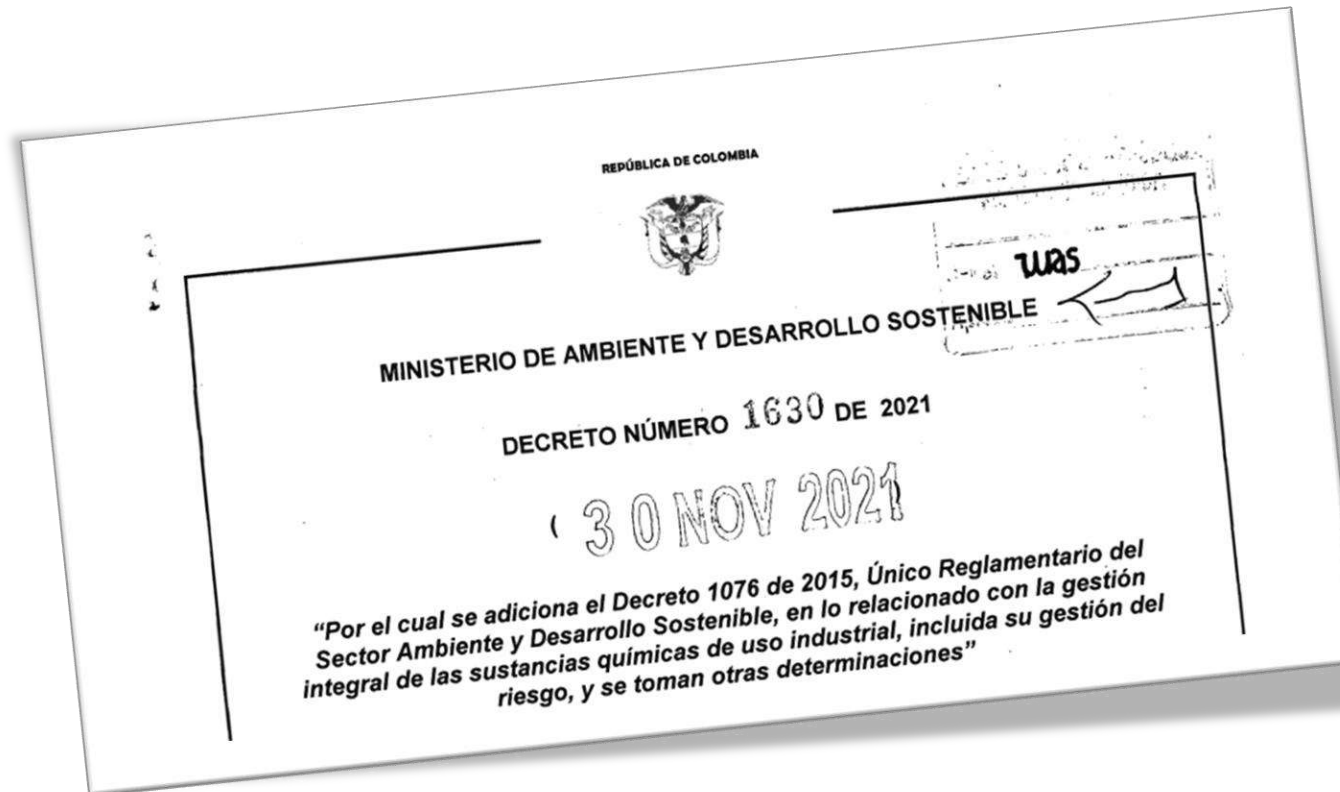 REPÚBLICA DE COLOMBIA
MINISTERIO DE AMBIENTE Y DESARROLLO SOSTENIBLE
DECRETO NÚMERO 1630 DE 2021
( 30 NOV 2021
“Por el cual se adiciona el Decreto 1076 de 2015, Único Reglamentario del
Sector Ambiente y Desarrollo Sostenible, en lo relacionado con la gestión
integral de las sustancias químicas de uso industrial, incluida su gestión del
riesgo, y se toman otras determinaciones”